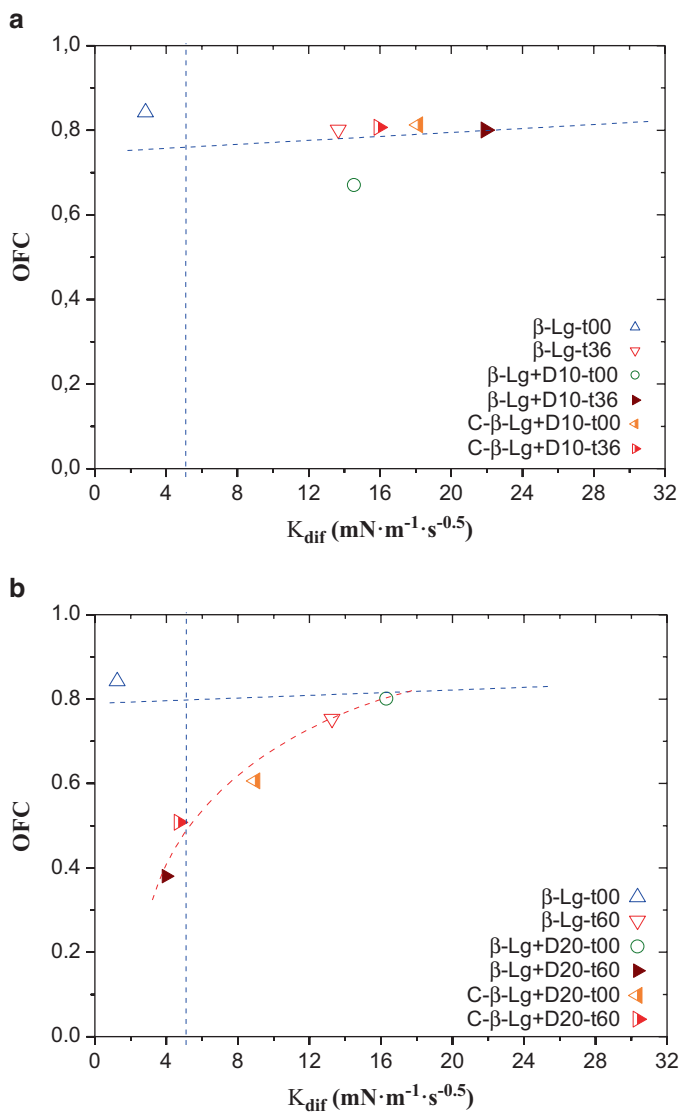 a
1,0
0,8
0,6
0,4
0,2
0,0
OFC
β-Lg-t00
β-Lg-t36
β-Lg+D10-t00
β-Lg+D10-t36
C-β-Lg+D10-t00
C-β-Lg+D10-t36
0 4 8 12 16 20 24 28 32
K_dif (mN·m^-1·s^-0.5)
b
1.0
0.8
0.6
0.4
0.2
0.0
OFC
β-Lg-t00
β-Lg-t60
β-Lg+D20-t00
β-Lg+D20-t60
C-β-Lg+D20-t00
C-β-Lg+D20-t60
0 4 8 12 16 20 24 28 32
K_dif (mN·m^-1·s^-0.5)